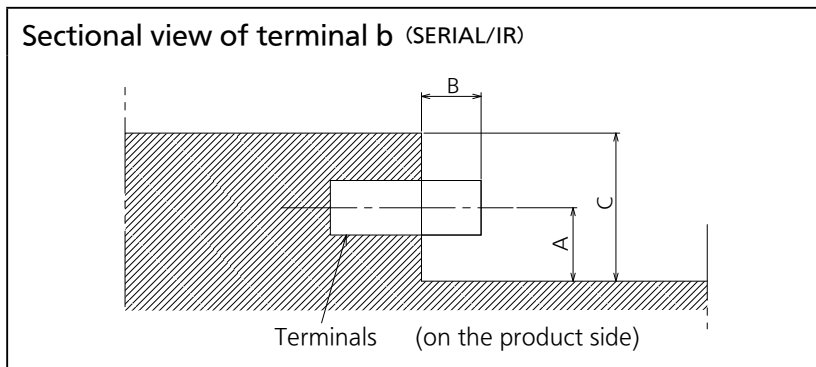 Sectional view of terminal b (SERIAL/IR)
B
C
A
Terminals (on the product side)